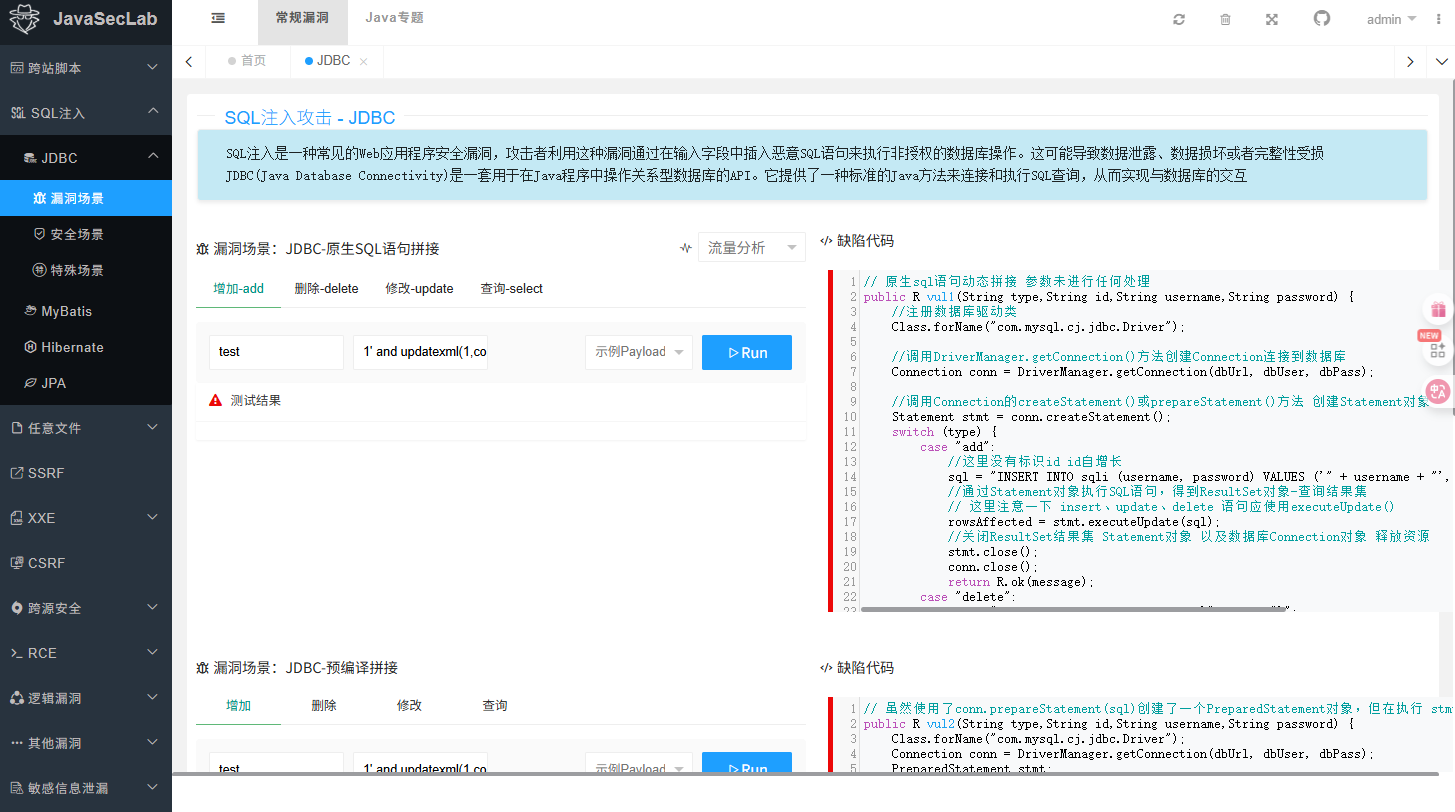 JavaSecLab
常规漏洞
Java专题
admin
首页
JDBC
跨站脚本
SQL注入
JDBC
漏洞场景
安全场景
特殊场景
MyBatis
Hibernate
JPA
任意文件
SSRF
XXE
CSRF
跨源安全
RCE
逻辑漏洞
其他漏洞
敏感信息泄漏
SQL注入攻击 - JDBC
SQL注入是一种常见的Web应用程序安全漏洞，攻击者利用这种漏洞通过在输入字段中插入恶意SQL语句来执行非授权的数据库操作。这可能导致数据泄露、数据损坏或者完整性受损
JDBC(Java Database Connectivity)是一套用于在Java程序中操作关系型数据库的API。它提供了一种标准的Java方法来连接和执行SQL查询，从而实现与数据库的交互
漏洞场景：JDBC-原生SQL语句拼接
流量分析
增加-add
删除-delete
修改-update
查询-select
test
1' and updatexml(1,co
示例Payload
Run
测试结果
缺陷代码
1 // 原生sql语句动态拼接 参数未进行任何处理
2 public R vul1(String type,String id,String username,String password) {
3 //注册数据库驱动类
4 Class.forName("com.mysql.cj.jdbc.Driver");
5
6 //调用DriverManager.getConnection()方法创建Connection连接到数据库
7 Connection conn = DriverManager.getConnection(dbUrl, dbUser, dbPass);
8
9 //调用Connection的createStatement()或prepareStatement()方法 创建Statement对象
10 Statement stmt = conn.createStatement();
11 switch (type) {
12 case "add":
13 //这里没有标识id id自增长
14 sql = "INSERT INTO sqli (username, password) VALUES ('" + username + "',
15 //通过Statement对象执行SQL语句，得到ResultSet对象-查询结果集
16 // 这里注意一下 insert、update、delete 语句应使用executeUpdate()
17 rowsAffected = stmt.executeUpdate(sql);
18 //关闭ResultSet结果集 Statement对象 以及数据库Connection对象 释放资源
19 stmt.close();
20 conn.close();
21 return R.ok(message);
22 case "delete":
NEW
漏洞场景：JDBC-预编译拼接
增加
删除
修改
查询
test
1' and updatexml(1,co
示例Payload
Run
缺陷代码
1 // 虽然使用了conn.prepareStatement(sql)创建了一个PreparedStatement对象，但在执行 stm
2 public R vul2(String type,String id,String username,String password) {
3 Class.forName("com.mysql.cj.jdbc.Driver");
4 Connection conn = DriverManager.getConnection(dbUrl, dbUser, dbPass);
5 PreparedStatement stmt;